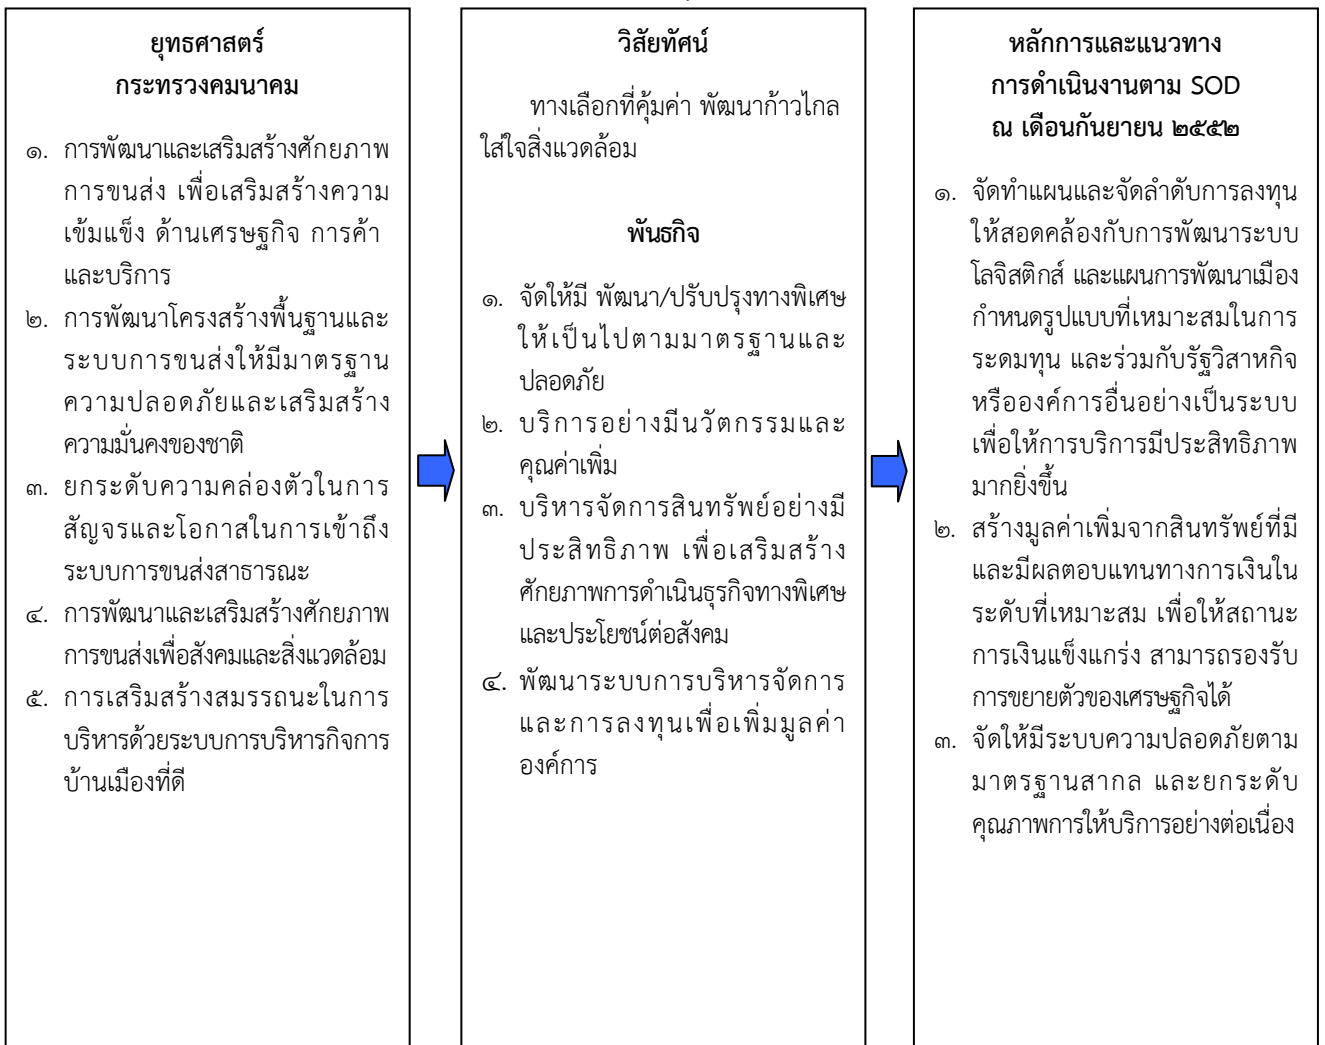 ยุทธศาสตร์
กระทรวงคมนาคม
๑. การพัฒนาและเสริมสร้างศักยภาพ
การขนส่ง เพื่อเสริมสร้างความ
เข้มแข็ง ด้านเศรษฐกิจ การค้า
และบริการ
๒. การพัฒนาโครงสร้างพื้นฐานและ
ระบบการขนส่งให้มีมาตรฐาน
ความปลอดภัยและเสริมสร้าง
ความมั่นคงของชาติ
๓. ยกระดับความคล่องตัวในการ
สัญจรและโอกาสในการเข้าถึง
ระบบการขนส่งสาธารณะ
๔. การพัฒนาและเสริมสร้างศักยภาพ
การขนส่งเพื่อสังคมและสิ่งแวดล้อม
๕. การเสริมสร้างสมรรถนะในการ
บริหารด้วยระบบการบริหารกิจการ
บ้านเมืองที่ดี
วิสัยทัศน์
ทางเลือกที่คุ้มค่า พัฒนาก้าวไกล
ใส่ใจสิ่งแวดล้อม
พันธกิจ
๑. จัดให้มี พัฒนา/ปรับปรุงทางพิเศษ
ให้เป็นไปตามมาตรฐานและ
ปลอดภัย
๒. บริการอย่างมีนวัตกรรมและ
คุณค่าเพิ่ม
๓. บริหารจัดการสินทรัพย์อย่างมี
ประสิทธิภาพ เพื่อเสริมสร้าง
ศักยภาพการดำเนินธุรกิจทางพิเศษ
และประโยชน์ต่อสังคม
๔. พัฒนาระบบการบริหารจัดการ
และการลงทุนเพื่อเพิ่มมูลค่า
องค์การ
หลักการและแนวทาง
การดำเนินงานตาม SOD
ณ เดือนกันยายน ๒๕๕๒
๑. จัดทำแผนและจัดลำดับการลงทุน
ให้สอดคล้องกับการพัฒนาระบบ
โลจิสติกส์ และแผนการพัฒนาเมือง
กำหนดรูปแบบที่เหมาะสมในการ
ระดมทุน และร่วมกับรัฐวิสาหกิจ
หรือองค์การอื่นอย่างเป็นระบบ
เพื่อให้การบริการมีประสิทธิภาพ
มากยิ่งขึ้น
๒. สร้างมูลค่าเพิ่มจากสินทรัพย์ที่มี
และมีผลตอบแทนทางการเงินใน
ระดับที่เหมาะสม เพื่อให้สถานะ
การเงินแข็งแกร่ง สามารถรองรับ
การขยายตัวของเศรษฐกิจได้
๓. จัดให้มีระบบความปลอดภัยตาม
มาตรฐานสากล และยกระดับ
คุณภาพการให้บริการอย่างต่อเนื่อง